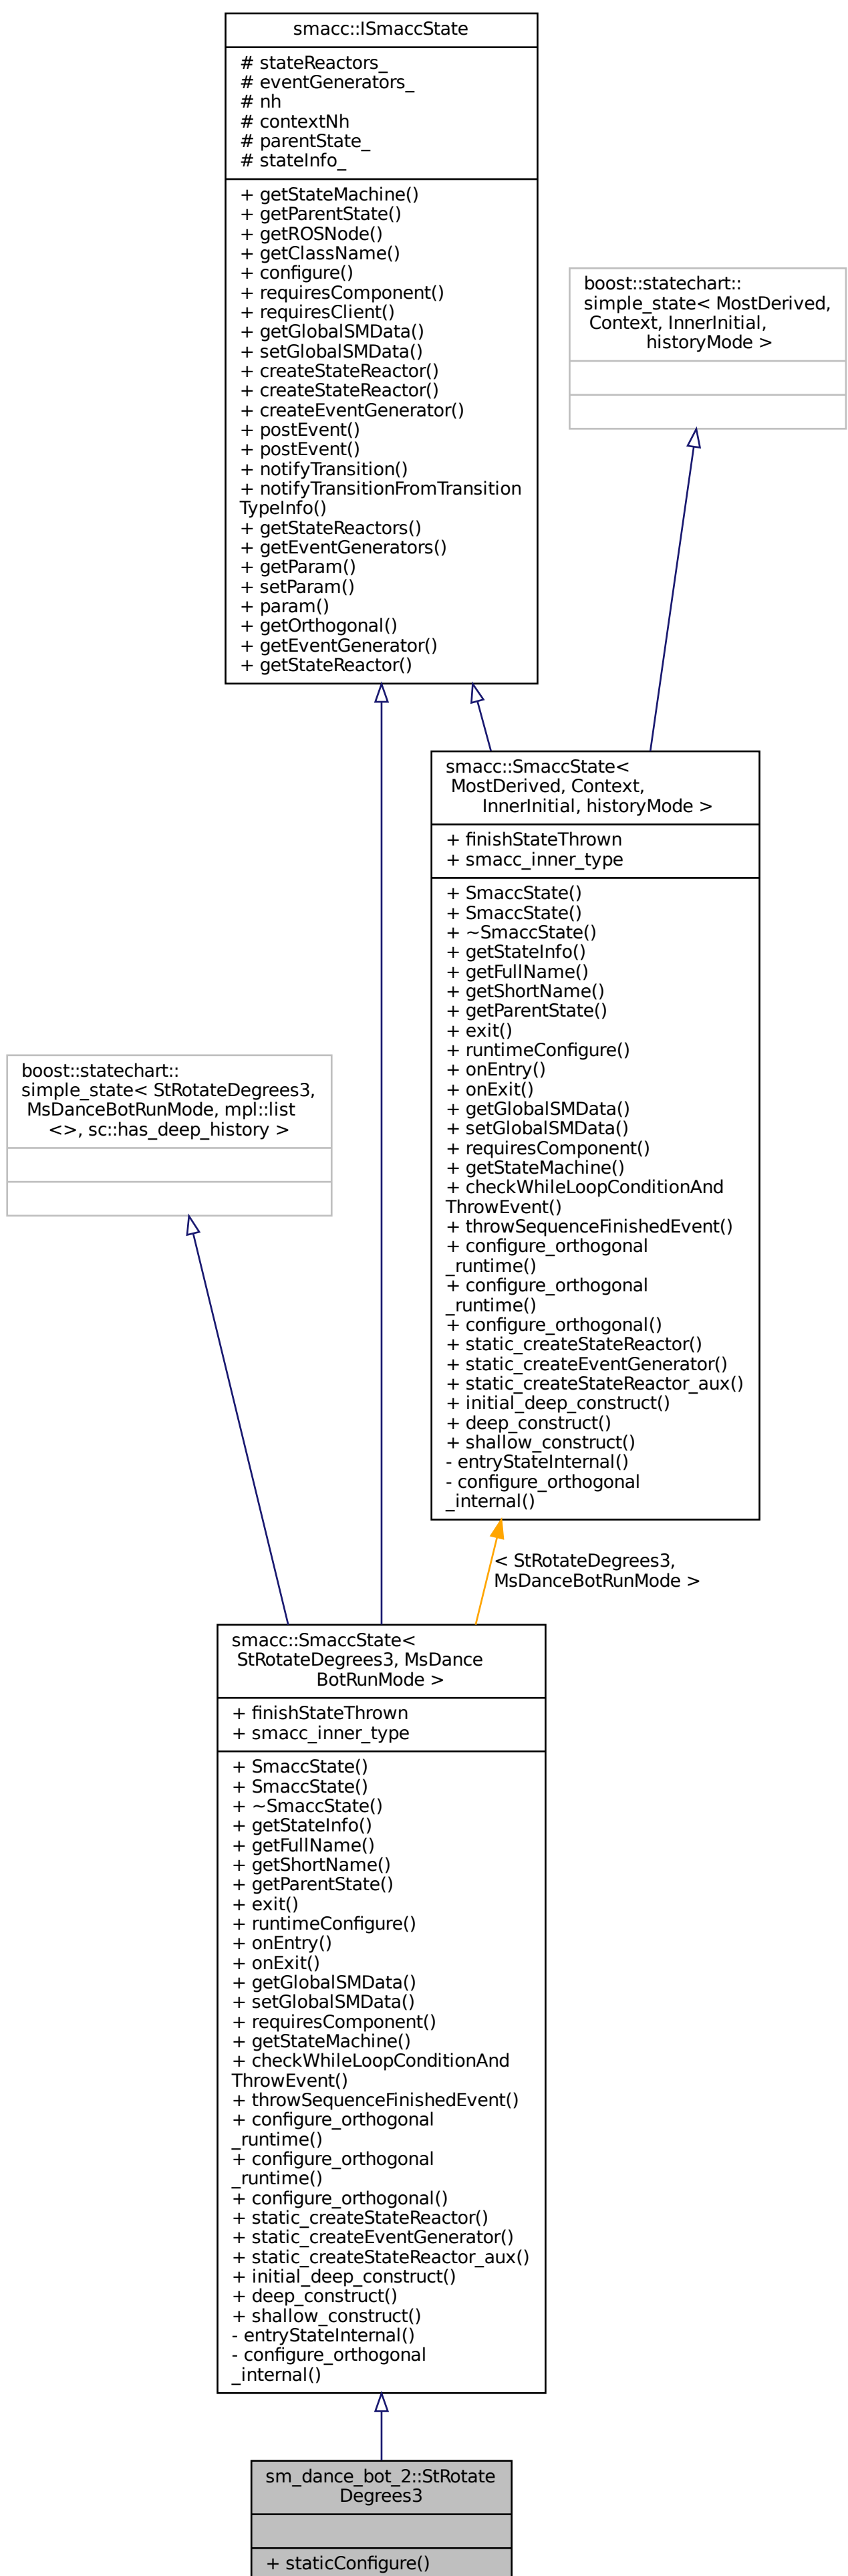 smacc::ISmaccState
# stateReactors_
# eventGenerators_
# nh
# contextNh
# parentState_
# stateInfo_
+ getStateMachine()
+ getParentState()
+ getROSNode()
+ getClassName()
+ configure()
+ requiresComponent()
+ requiresClient()
+ getGlobalSMData()
+ setGlobalSMData()
+ createStateReactor()
+ createStateReactor()
+ createEventGenerator()
+ postEvent()
+ postEvent()
+ notifyTransition()
+ notifyTransitionFromTransition
TypeInfo()
+ getStateReactors()
+ getEventGenerators()
+ getParam()
+ setParam()
+ param()
+ getOrthogonal()
+ getEventGenerator()
+ getStateReactor()
boost::statechart::
simple_state< MostDerived,
Context, InnerInitial,
historyMode >
smacc::SmaccState<
MostDerived, Context,
InnerInitial, historyMode >
+ finishStateThrown
+ smacc_inner_type
+ SmaccState()
+ SmaccState()
+ ~SmaccState()
+ getStateInfo()
+ getFullName()
+ getShortName()
+ getParentState()
+ exit()
+ runtimeConfigure()
+ onEntry()
+ onExit()
+ getGlobalSMData()
+ setGlobalSMData()
+ requiresComponent()
+ getStateMachine()
+ checkWhileLoopConditionAnd
ThrowEvent()
+ throwSequenceFinishedEvent()
+ configure_orthogonal
_runtime()
+ configure_orthogonal
_runtime()
+ configure_orthogonal()
+ static_createStateReactor()
+ static_createEventGenerator()
+ static_createStateReactor_aux()
+ initial_deep_construct()
+ deep_construct()
+ shallow_construct()
- entryStateInternal()
- configure_orthogonal
_internal()
boost::statechart::
simple_state< StRotateDegrees3,
MsDanceBotRunMode, mpl::list
<>, sc::has_deep_history >
< StRotateDegrees3,
MsDanceBotRunMode >
smacc::SmaccState<
StRotateDegrees3, MsDance
BotRunMode >
+ finishStateThrown
+ smacc_inner_type
+ SmaccState()
+ SmaccState()
+ ~SmaccState()
+ getStateInfo()
+ getFullName()
+ getShortName()
+ getParentState()
+ exit()
+ runtimeConfigure()
+ onEntry()
+ onExit()
+ getGlobalSMData()
+ setGlobalSMData()
+ requiresComponent()
+ getStateMachine()
+ checkWhileLoopConditionAnd
ThrowEvent()
+ throwSequenceFinishedEvent()
+ configure_orthogonal
_runtime()
+ configure_orthogonal
_runtime()
+ configure_orthogonal()
+ static_createStateReactor()
+ static_createEventGenerator()
+ static_createStateReactor_aux()
+ initial_deep_construct()
+ deep_construct()
+ shallow_construct()
- entryStateInternal()
- configure_orthogonal
_internal()
sm_dance_bot_2::StRotate
Degrees3
+ staticConfigure()